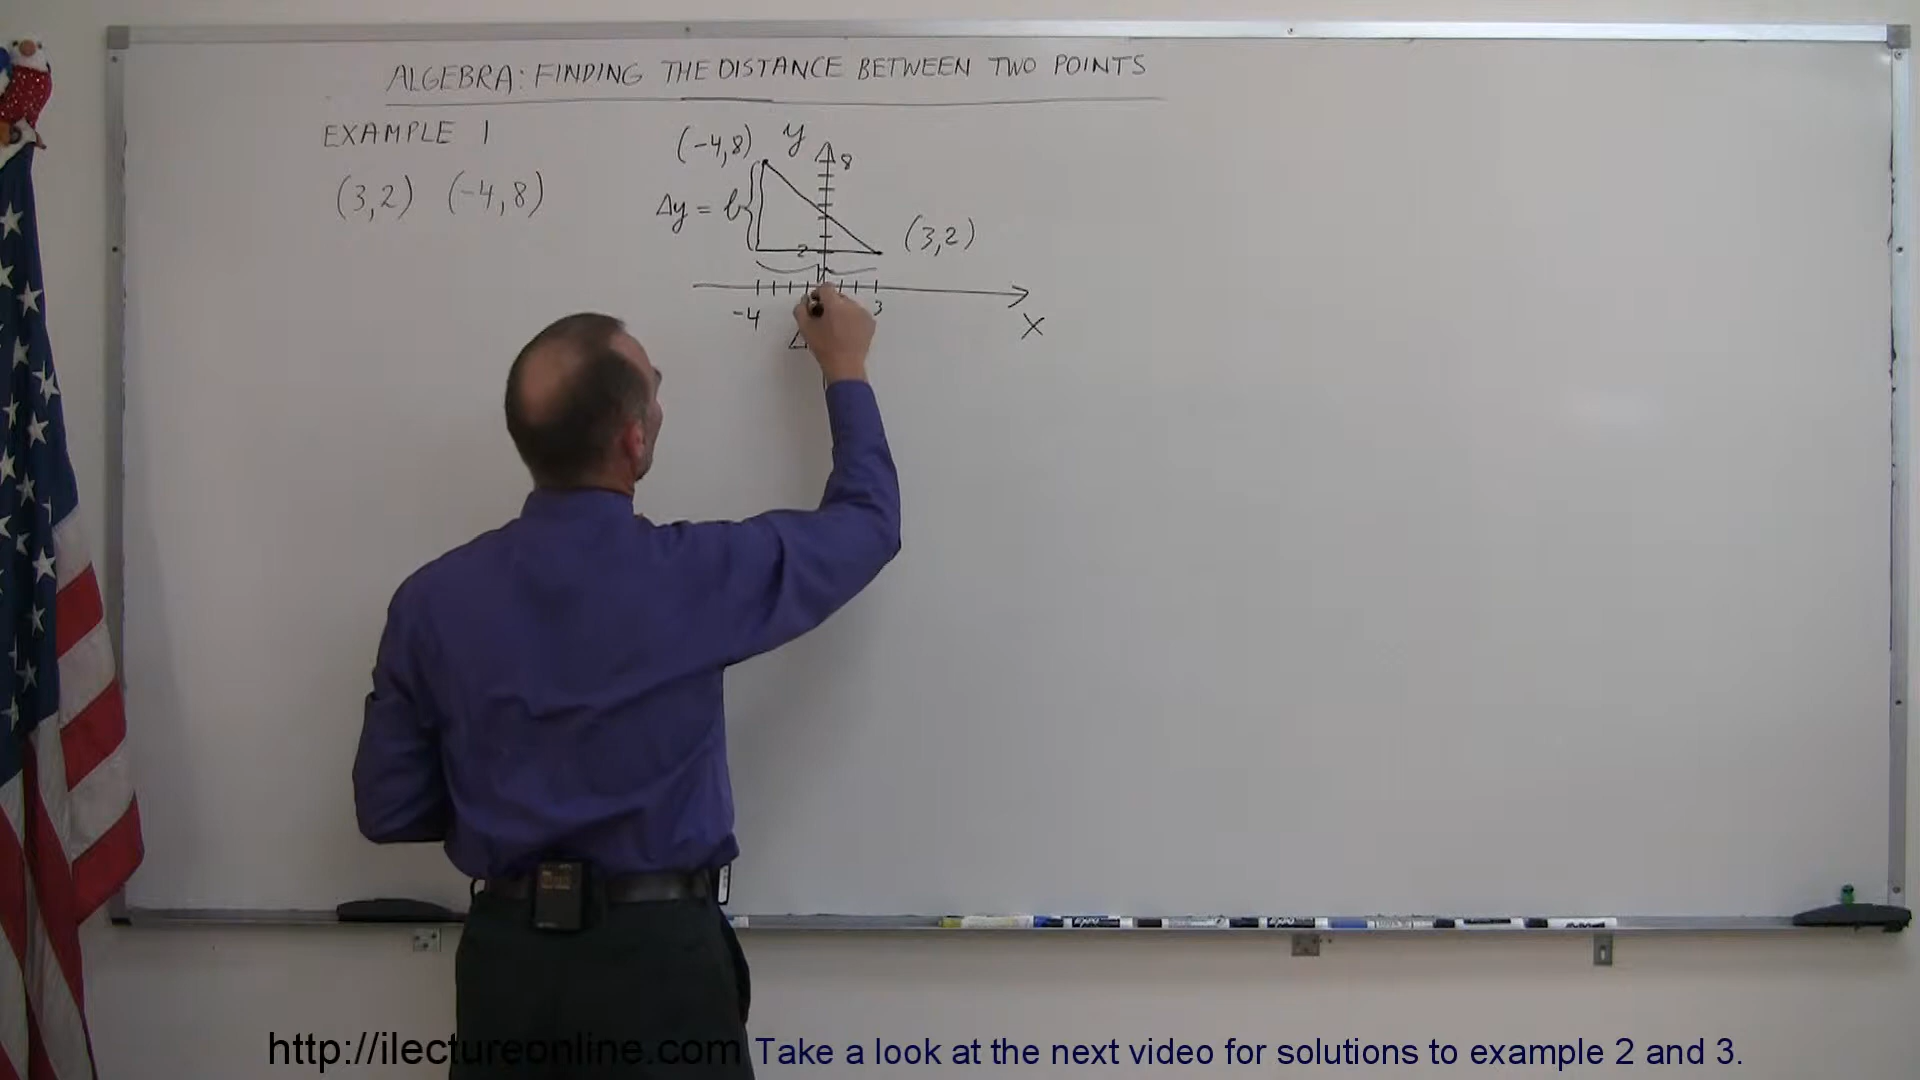 ALGEBRA: FINDING THE DISTANCE BETWEEN TWO POINTS
EXAMPLE 1
(3,2) (-4,8)
(-4,8) y
8
Δy = b
(3,2)
2
-4 3
X
Δ
http://ilectureonline.com Take a look at the next video for solutions to example 2 and 3.